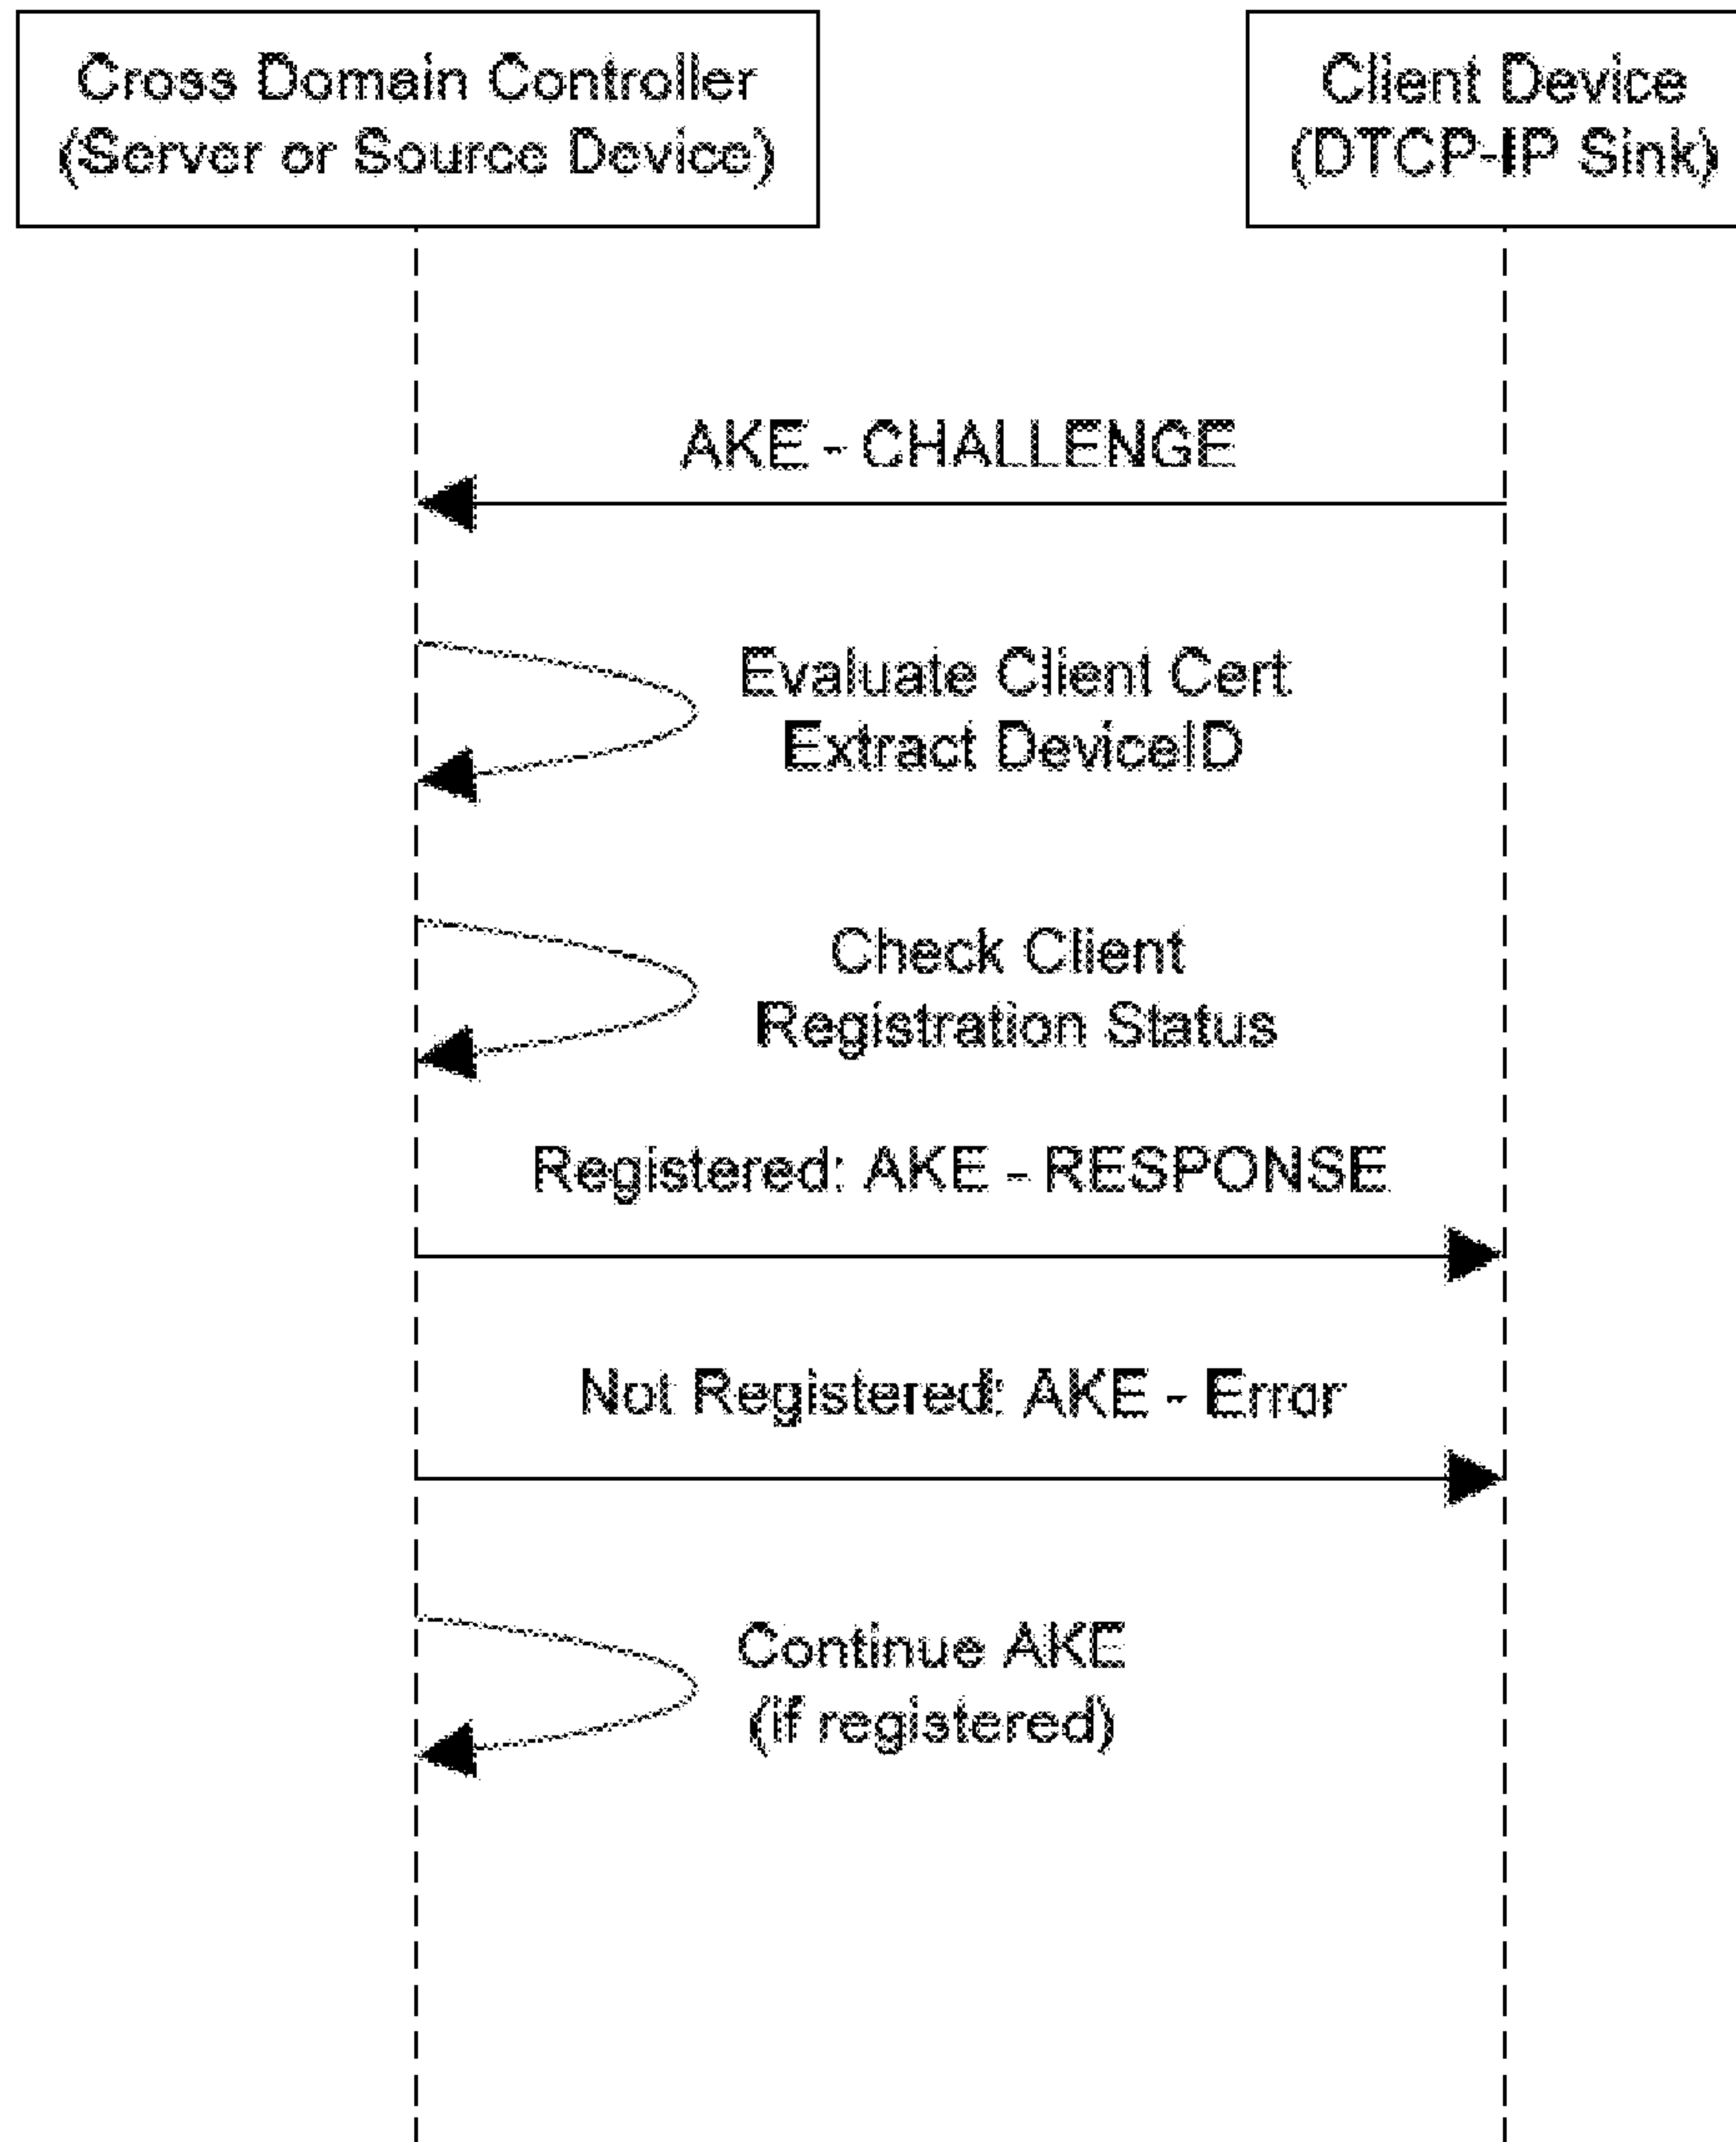 Cross Domain Controller
(Server or Source Device)
Client Device
(DTCP-IP Sink)
AKE - CHALLENGE
Evaluate Client Cert
Extract DeviceID
Check Client
Registration Status
Registered: AKE - RESPONSE
Not Registered: AKE - Error
Continue AKE
(if registered)